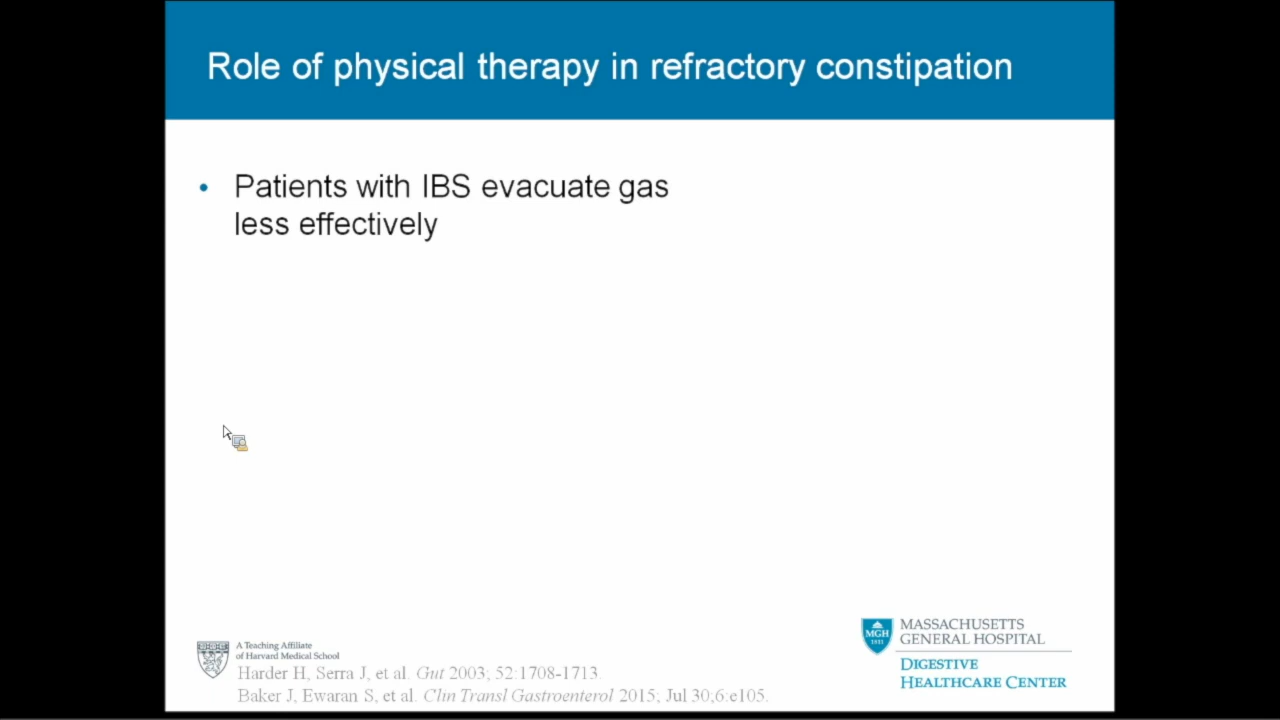 Role of physical therapy in refractory constipation
• Patients with IBS evacuate gas
less effectively
A Teaching Affiliate
of Harvard Medical School
Harder H, Serra J, et al. Gut 2003; 52:1708-1713.
Baker J, Ewaran S, et al. Clin Transl Gastroenterol 2015; Jul 30;6:e105.
MGH
1811
MASSACHUSETTS
GENERAL HOSPITAL
DIGESTIVE
HEALTHCARE CENTER